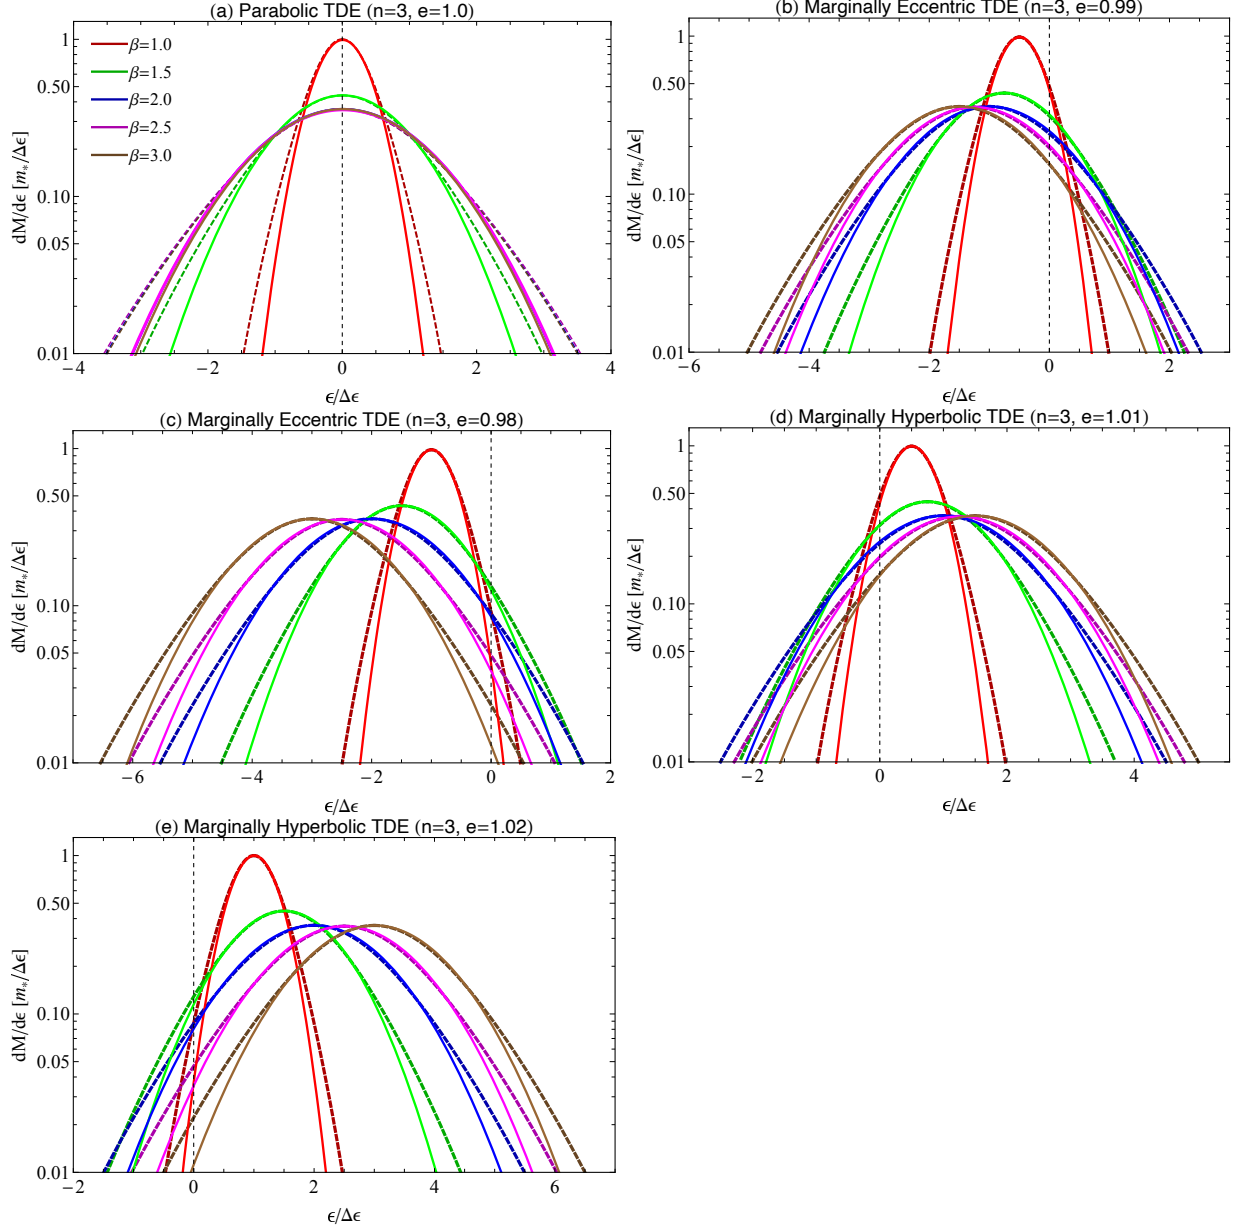 (a) Parabolic TDE (n=3, e=1.0)
1
0.50
0.10
0.05
0.01
dM/dϵ [m*/Δϵ]
β=1.0
β=1.5
β=2.0
β=2.5
β=3.0
−4 −2 0 2 4
ϵ/Δϵ
(b) Marginally Eccentric TDE (n=3, e=0.99)
1
0.50
0.10
0.05
0.01
dM/dϵ [m*/Δϵ]
−6 −4 −2 0 2
ϵ/Δϵ
(c) Marginally Eccentric TDE (n=3, e=0.98)
1
0.50
0.10
0.05
0.01
dM/dϵ [m*/Δϵ]
−6 −4 −2 0 2
ϵ/Δϵ
(d) Marginally Hyperbolic TDE (n=3, e=1.01)
1
0.50
0.10
0.05
0.01
dM/dϵ [m*/Δϵ]
−2 0 2 4
ϵ/Δϵ
(e) Marginally Hyperbolic TDE (n=3, e=1.02)
1
0.50
0.10
0.05
0.01
dM/dϵ [m*/Δϵ]
−2 0 2 4 6
ϵ/Δϵ